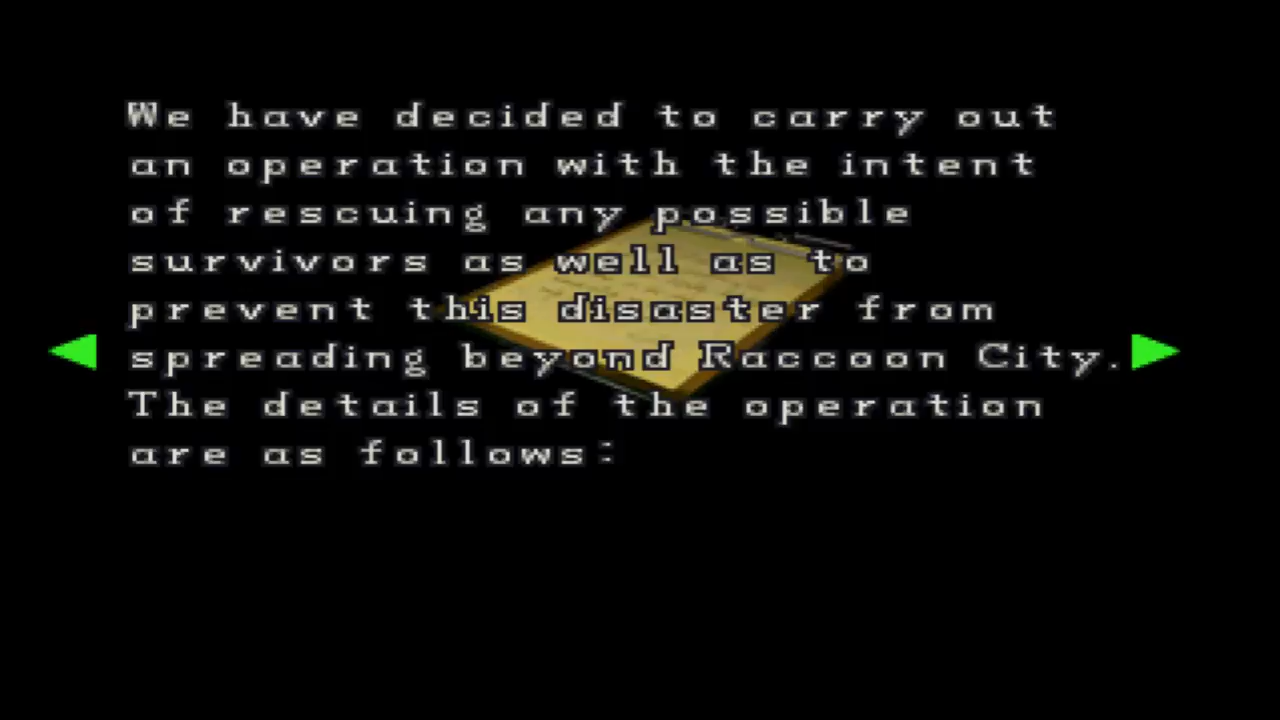 We have decided to carry out
an operation with the intent
of rescuing any possible
survivors as well as to
prevent this disaster from
spreading beyond Raccoon City.
The details of the operation
are as follows: